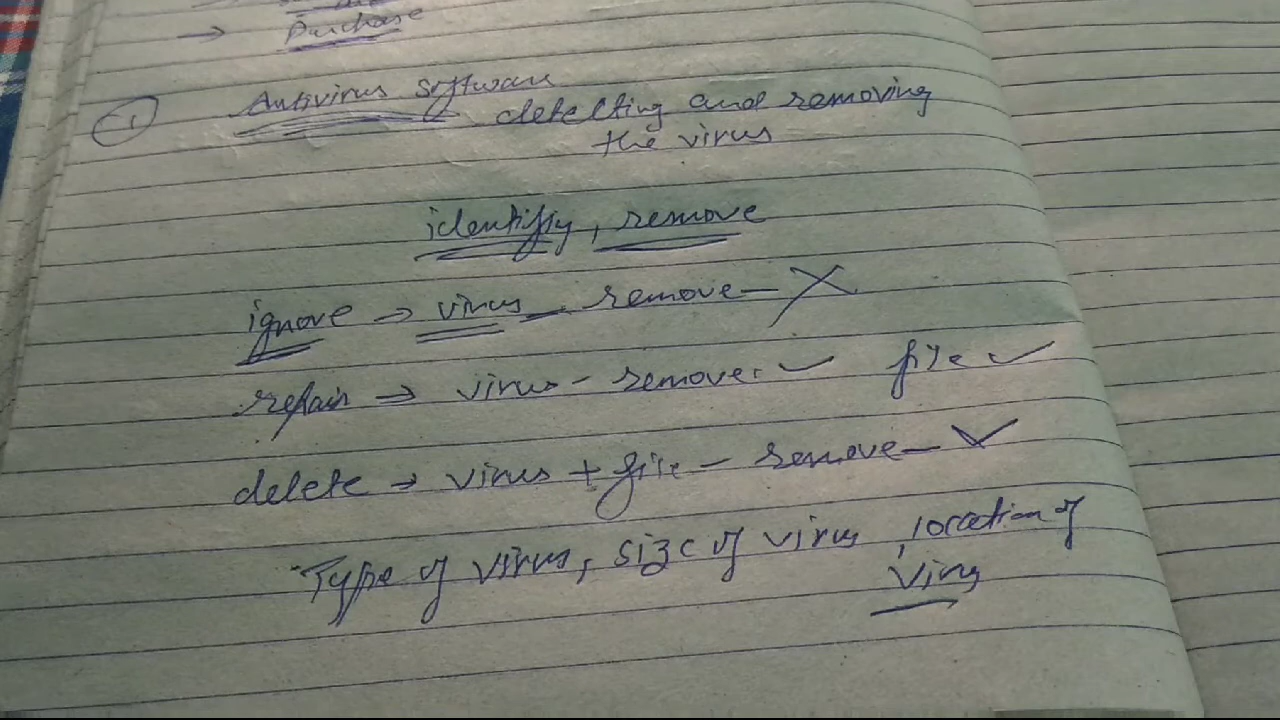 → Purchase
Antivirus software
detelting and removing
the virus
identify, remove
ignore → virus - remove - X
repair → virus - remove. ✓ file ✓
delete → virus + file - remove - ✓
Type of virus, size of virus, location of
virus